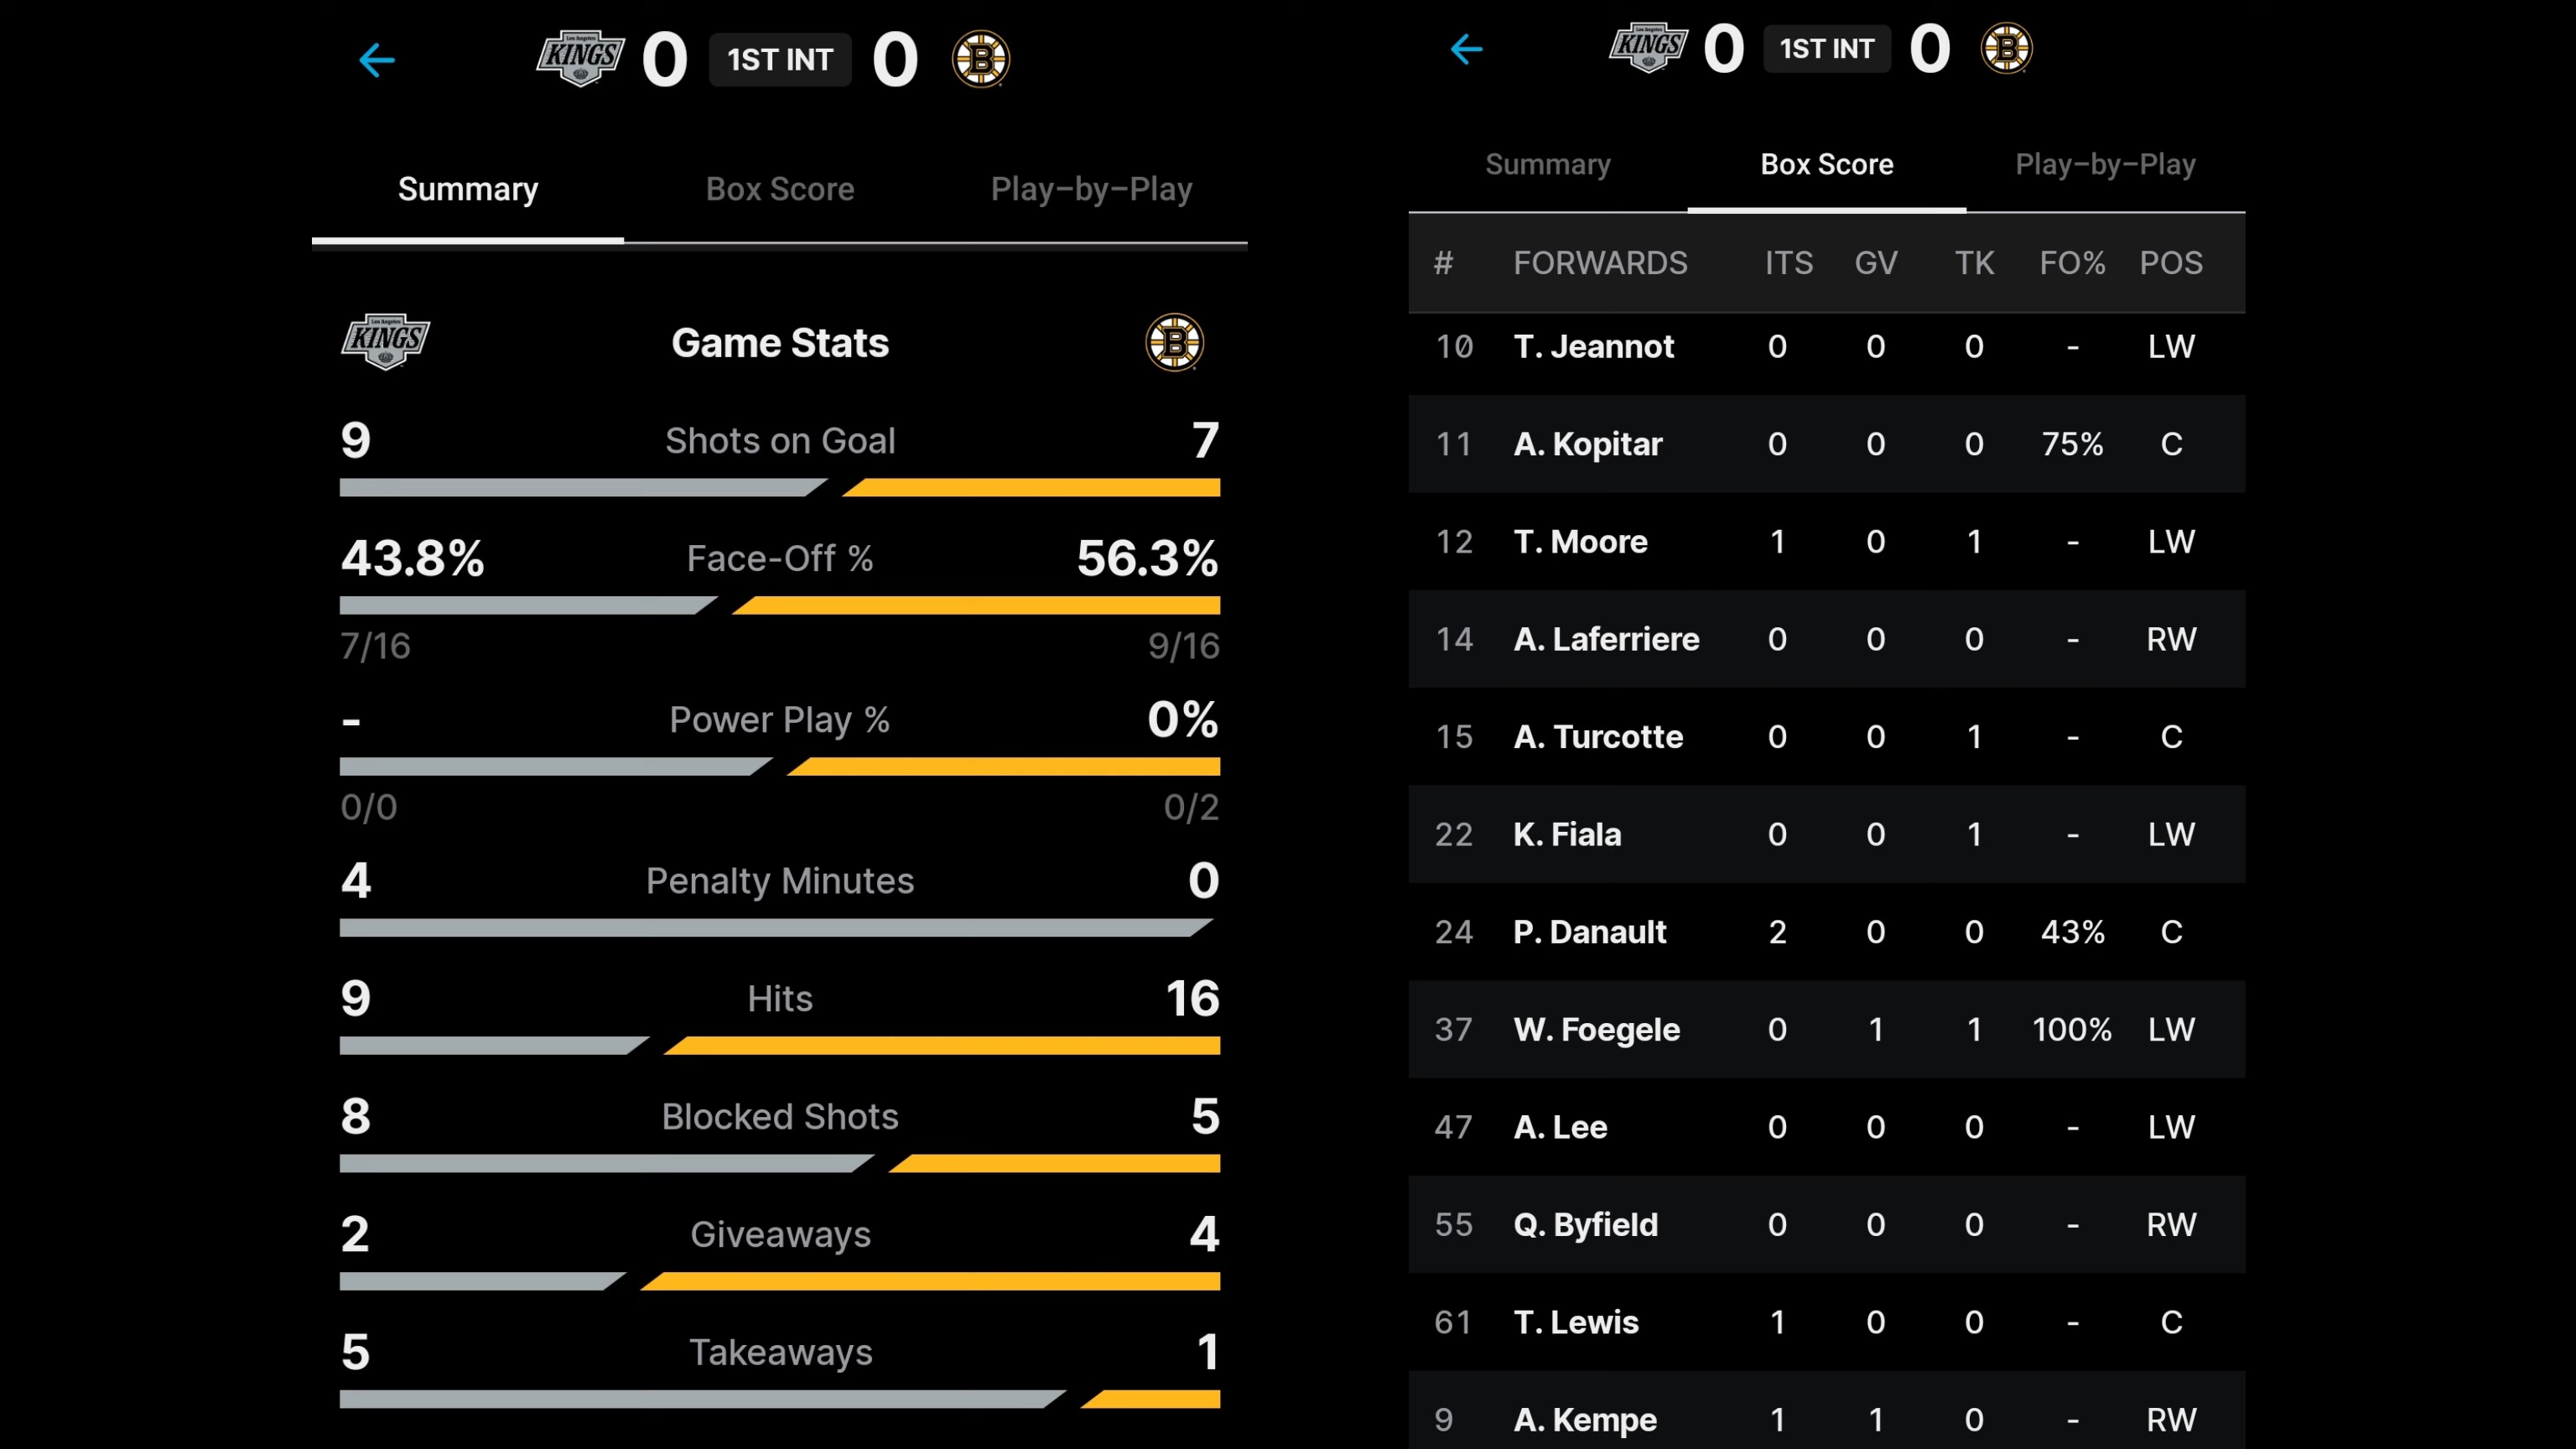 Los Angeles KINGS 0 1ST INT 0 B
Summary Box Score Play-by-Play
Los Angeles KINGS Game Stats B
9 Shots on Goal 7
43.8% Face-Off % 56.3%
7/16 9/16
- Power Play % 0%
0/0 0/2
4 Penalty Minutes 0
9 Hits 16
8 Blocked Shots 5
2 Giveaways 4
5 Takeaways 1
Los Angeles KINGS 0 1ST INT 0 B
Summary Box Score Play-by-Play
# FORWARDS ITS GV TK FO% POS
10 T. Jeannot 0 0 0 - LW
11 A. Kopitar 0 0 0 75% C
12 T. Moore 1 0 1 - LW
14 A. Laferriere 0 0 0 - RW
15 A. Turcotte 0 0 1 - C
22 K. Fiala 0 0 1 - LW
24 P. Danault 2 0 0 43% C
37 W. Foegele 0 1 1 100% LW
47 A. Lee 0 0 0 - LW
55 Q. Byfield 0 0 0 - RW
61 T. Lewis 1 0 0 - C
9 A. Kempe 1 1 0 - RW